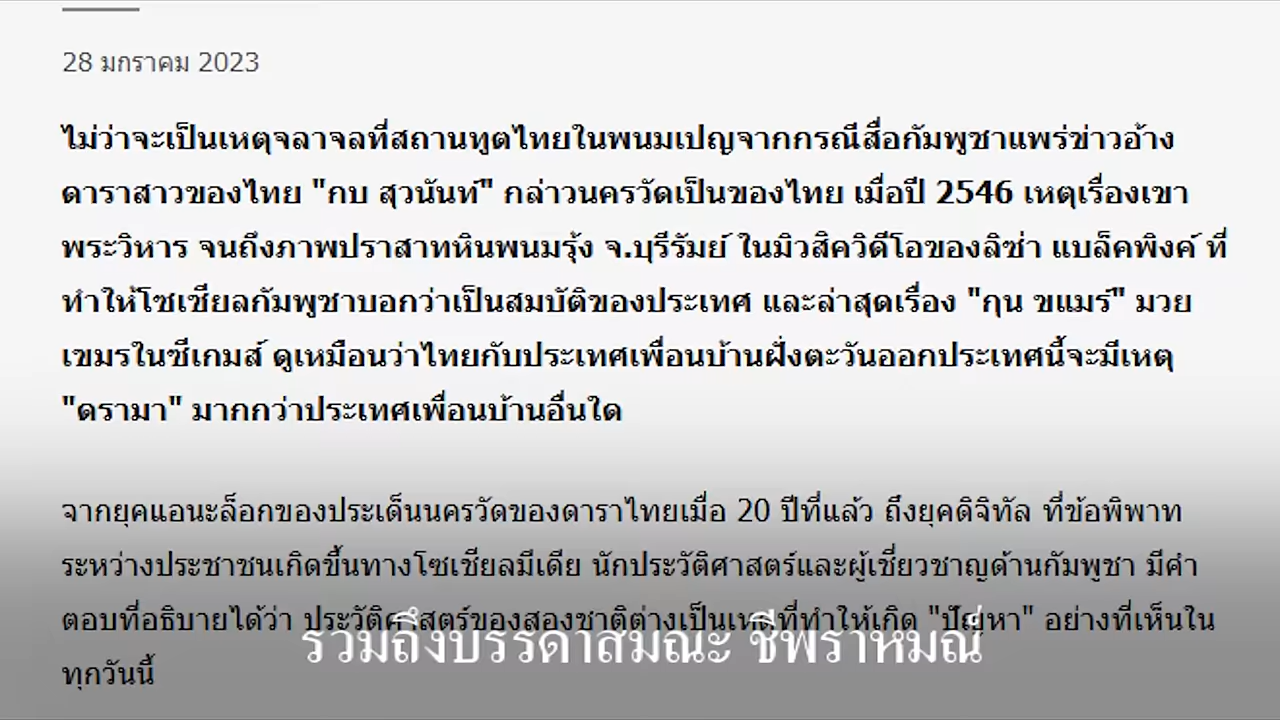 28 มกราคม 2023
ไม่ว่าจะเป็นเหตุจลาจลที่สถานทูตไทยในพนมเปญจากกรณีสื่อกัมพูชาแพร่ข่าวอ้าง
ดาราสาวของไทย "กบ สุวนันท์" กล่าวนครวัดเป็นของไทย เมื่อปี 2546 เหตุเรื่องเขา
พระวิหาร จนถึงภาพปราสาทหินพนมรุ้ง จ.บุรีรัมย์ ในมิวสิควิดีโอของลิซ่า แบล็คพิงค์ ที่
ทำให้โซเชียลกัมพูชาบอกว่าเป็นสมบัติของประเทศ และล่าสุดเรื่อง "กุน ขแมร์" มวย
เขมรในซีเกมส์ ดูเหมือนว่าไทยกับประเทศเพื่อนบ้านฝั่งตะวันออกประเทศนี้จะมีเหตุ
"ดรามา" มากกว่าประเทศเพื่อนบ้านอื่นใด
จากยุคแอนะล็อกของประเด็นนครวัดของดาราไทยเมื่อ 20 ปีที่แล้ว ถึงยุคดิจิทัล ที่ข้อพิพาท
ระหว่างประชาชนเกิดขึ้นทางโซเชียลมีเดีย นักประวัติศาสตร์และผู้เชี่ยวชาญด้านกัมพูชา มีคำ
ตอบที่อธิบายได้ว่า ประวัติศาสตร์ของสองชาติต่างเป็นเหตุที่ทำให้เกิด "ปัญหา" อย่างที่เห็นใน
ทุกวันนี้
รวมถึงบรรดาสมณะ ชีพราหมณ์